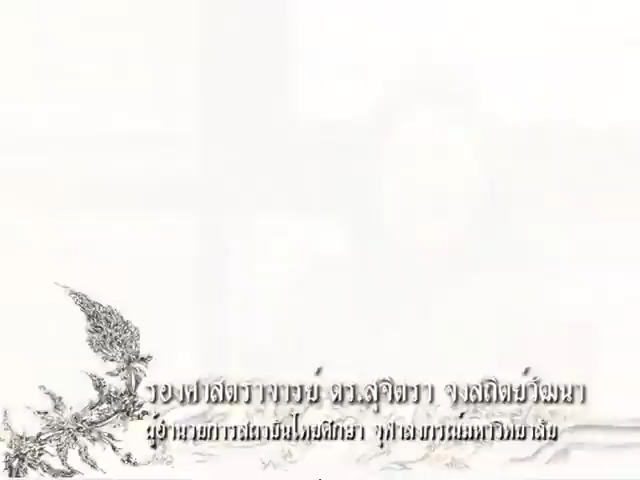 รองศาสตราจารย์ ดร.สุจิตรา จงสถิตย์วัฒนา
ผู้อำนวยการสถาบันไทยศึกษา จุฬาลงกรณ์มหาวิทยาลัย